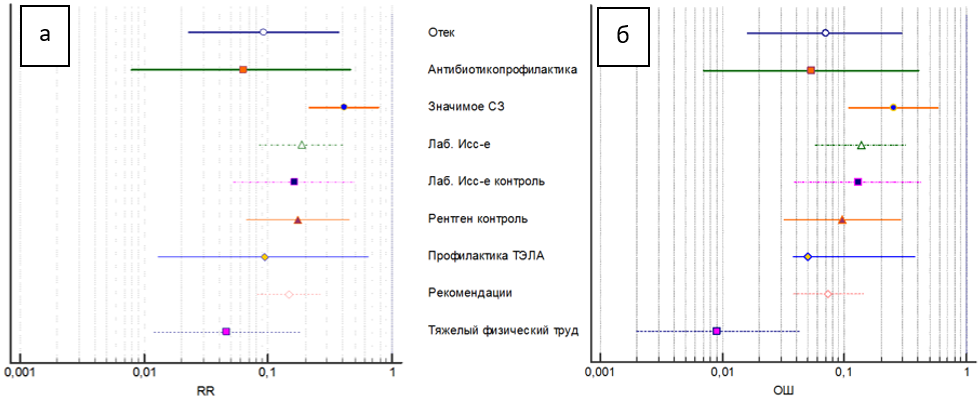 а
б
Отек
Антибиотикопрофилактика
Значимое СЗ
Лаб. Исс-е
Лаб. Исс-е контроль
Рентген контроль
Профилактика ТЭЛА
Рекомендации
Тяжелый физический труд
0,001 0,01 0,1 1
RR
0,001 0,01 0,1 1
ОШ